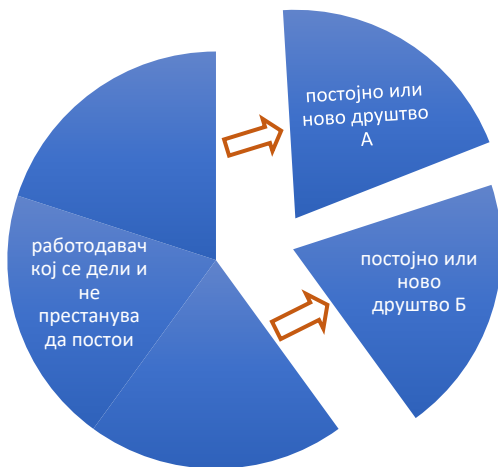 постојно или
ново друштво
А
работодавач
кој се дели и
не
престанува
да постои
постојно или
ново
друштво Б